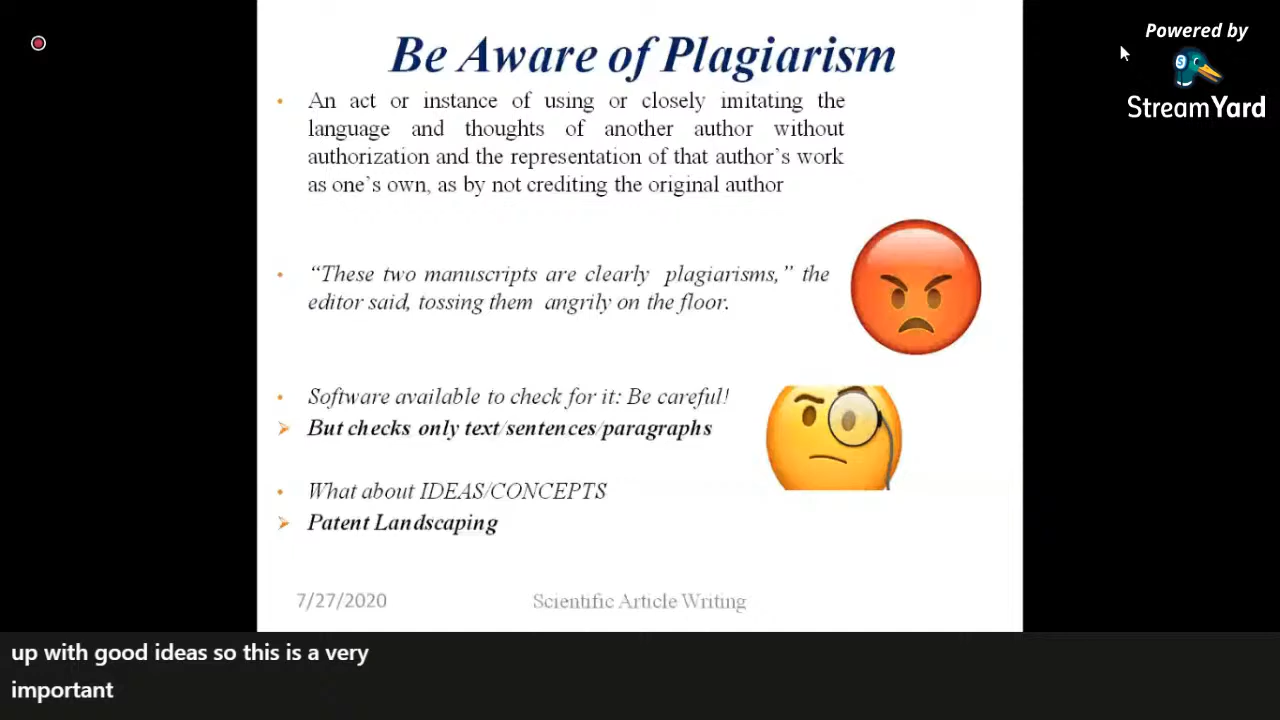 Be Aware of Plagiarism
Powered by
StreamYard
• An act or instance of using or closely imitating the
language and thoughts of another author without
authorization and the representation of that author's work
as one's own, as by not crediting the original author
• “These two manuscripts are clearly plagiarisms,” the
editor said, tossing them angrily on the floor.
• Software available to check for it: Be careful!
➢ But checks only text/sentences/paragraphs
• What about IDEAS/CONCEPTS
➢ Patent Landscaping
7/27/2020
Scientific Article Writing
up with good ideas so this is a very
important